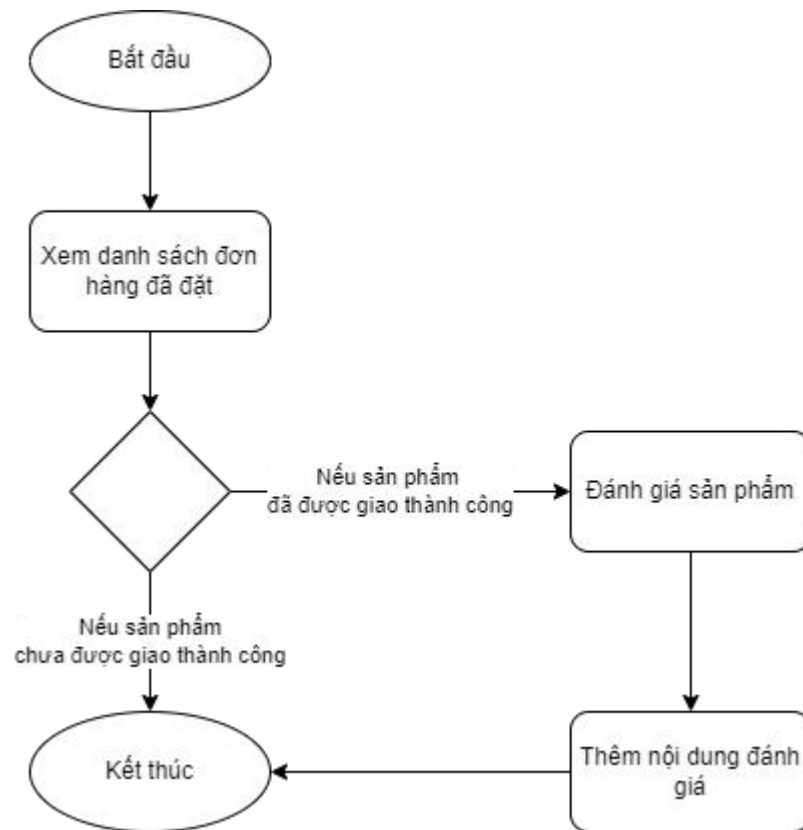 Bắt đầu
Xem danh sách đơn
hàng đã đặt
Nếu sản phẩm
đã được giao thành công
Đánh giá sản phẩm
Nếu sản phẩm
chưa được giao thành công
Kết thúc
Thêm nội dung đánh
giá